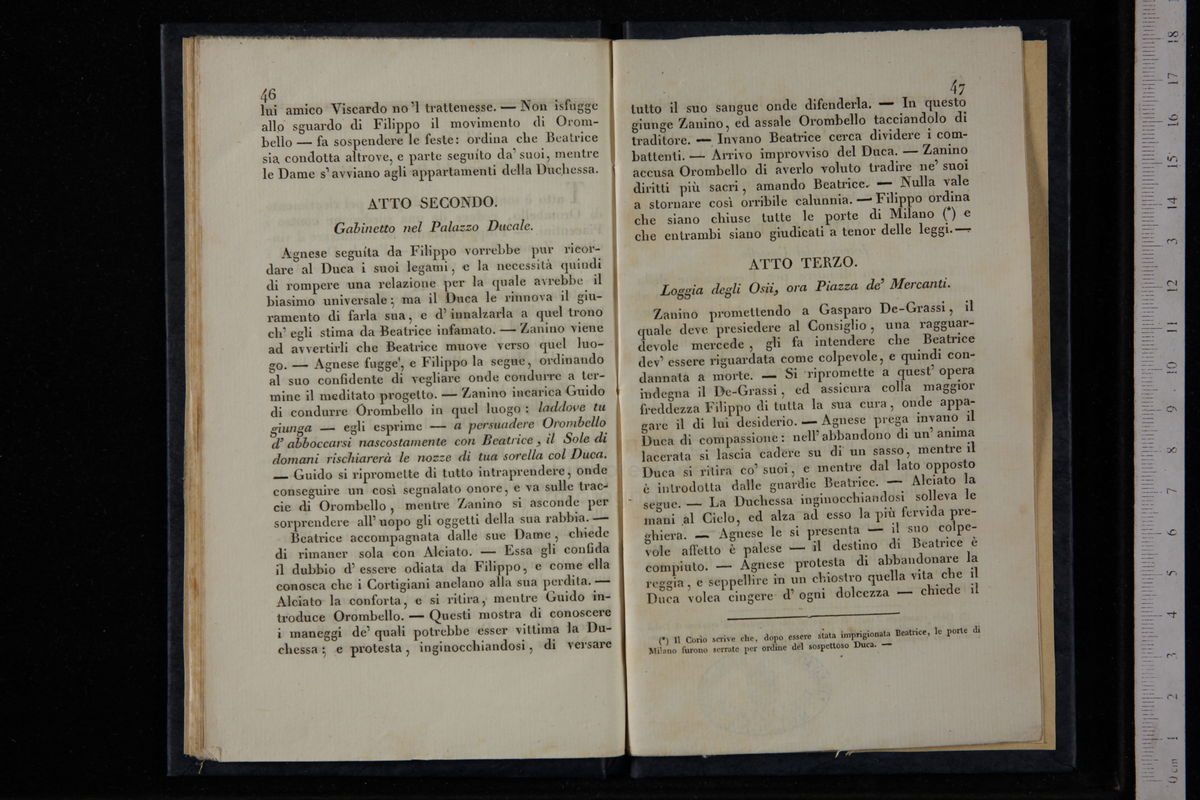 46
lui amico Viscardo no'l trattenesse. — Non isfugge
allo sguardo di Filippo il movimento di Orom-
bello — fa sospendere le feste: ordina che Beatrice
sia condotta altrove, e parte seguíto da' suoi, mentre
le Dame s'avviano agli appartamenti della Duchessa.
ATTO SECONDO.
Gabinetto nel Palazzo Ducale.
Agnese seguíta da Filippo vorrebbe pur ricor-
dare al Duca i suoi legami, e la necessità quindi
di rompere una relazione per la quale avrebbe il
biasimo universale; ma il Duca le rinnova il giu-
ramento di farla sua, e d'innalzarla a quel trono
ch'egli stima da Beatrice infamato. — Zanino viene
ad avvertirli che Beatrice muove verso quel luo-
go. — Agnese fugge', e Filippo la segue, ordinando
al suo confidente di vegliare onde condurre a ter-
mine il meditato progetto. — Zanino incarica Guido
di condurre Orombello in quel luogo: laddove tu
giunga — egli esprime — a persuadere Orombello
d'abboccarsi nascostamente con Beatrice, il Sole di
domani rischiarerà le nozze di tua sorella col Duca.
— Guido si ripromette di tutto intraprendere, onde
conseguire un così segnalato onore, e va sulle trac-
cie di Orombello, mentre Zanino si asconde per
sorprendere all'uopo gli oggetti della sua rabbia. —
Beatrice accompagnata dalle sue Dame, chiede
di rimaner sola con Alciato. — Essa gli confida
il dubbio d'essere odiata da Filippo, e come ella
conosca che i Cortigiani anelano alla sua perdita. —
Alciato la conforta, e si ritira, mentre Guido in-
troduce Orombello. — Questi mostra di conoscere
i maneggi de' quali potrebbe esser vittima la Du-
chessa; e protesta, inginocchiandosi, di versare
47
tutto il suo sangue onde difenderla. — In questo
giunge Zanino, ed assale Orombello tacciandolo di
traditore. — Invano Beatrice cerca dividere i com-
battenti. — Arrivo improvviso del Duca. — Zanino
accusa Orombello di averlo voluto tradire ne' suoi
diritti più sacri, amando Beatrice. — Nulla vale
a stornare così orribile calunnia. — Filippo ordina
che siano chiuse tutte le porte di Milano (*) e
che entrambi siano giudicati a tenor delle leggi. —
ATTO TERZO.
Loggia degli Osii, ora Piazza de' Mercanti.
Zanino promettendo a Gasparo De-Grassi, il
quale deve presiedere al Consiglio, una ragguar-
devole mercede, gli fa intendere che Beatrice
dev' essere riguardata come colpevole, e quindi con-
dannata a morte. — Si ripromette a quest' opera
indegna il De-Grassi, ed assicura colla maggior
freddezza Filippo di tutta la sua cura, onde appa-
gare il di lui desiderio. — Agnese prega invano il
Duca di compassione: nell'abbandono di un'anima
lacerata si lascia cadere su di un sasso, mentre il
Duca si ritira co' suoi, e mentre dal lato opposto
è introdotta dalle guardie Beatrice. — Alciato la
segue. — La Duchessa inginocchiandosi solleva le
mani al Cielo, ed alza ad esso la più fervida pre-
ghiera. — Agnese le si presenta — il suo colpe-
vole affetto è palese — il destino di Beatrice è
compiuto. — Agnese protesta di abbandonare la
reggia, e seppellire in un chiostro quella vita che il
Duca volea cingere d'ogni dolcezza — chiede il
(*) Il Corio scrive che, dopo essere stata imprigionata Beatrice, le porte di
Milano furono serrate per ordine del sospettoso Duca. —
0 cm 1 2 3 4 5 6 7 8 9 10 11 12 13 14 15 16 17 18